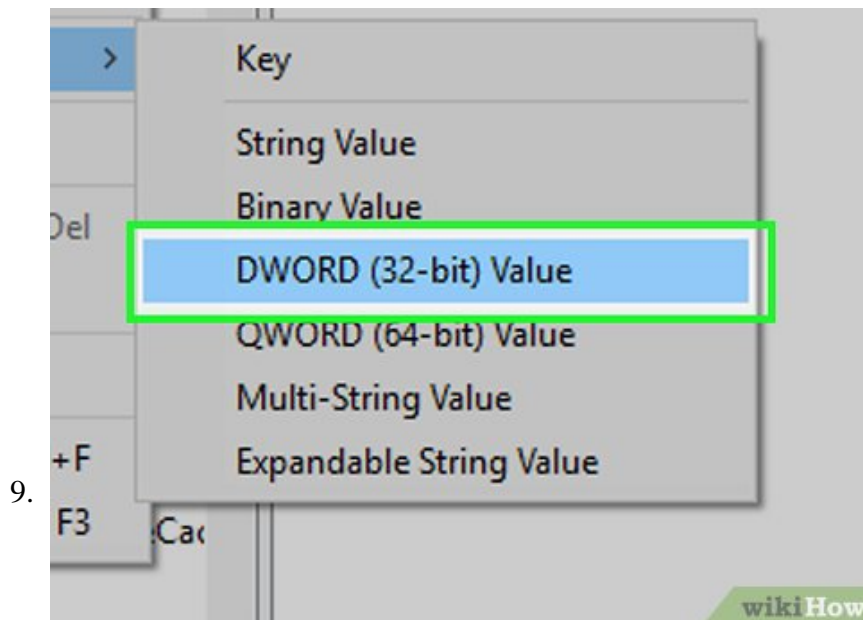 Key
String Value
Binary Value
Del
DWORD (32-bit) Value
QWORD (64-bit) Value
Multi-String Value
+F
Expandable String Value
9.
F3
Cac
wikiHow